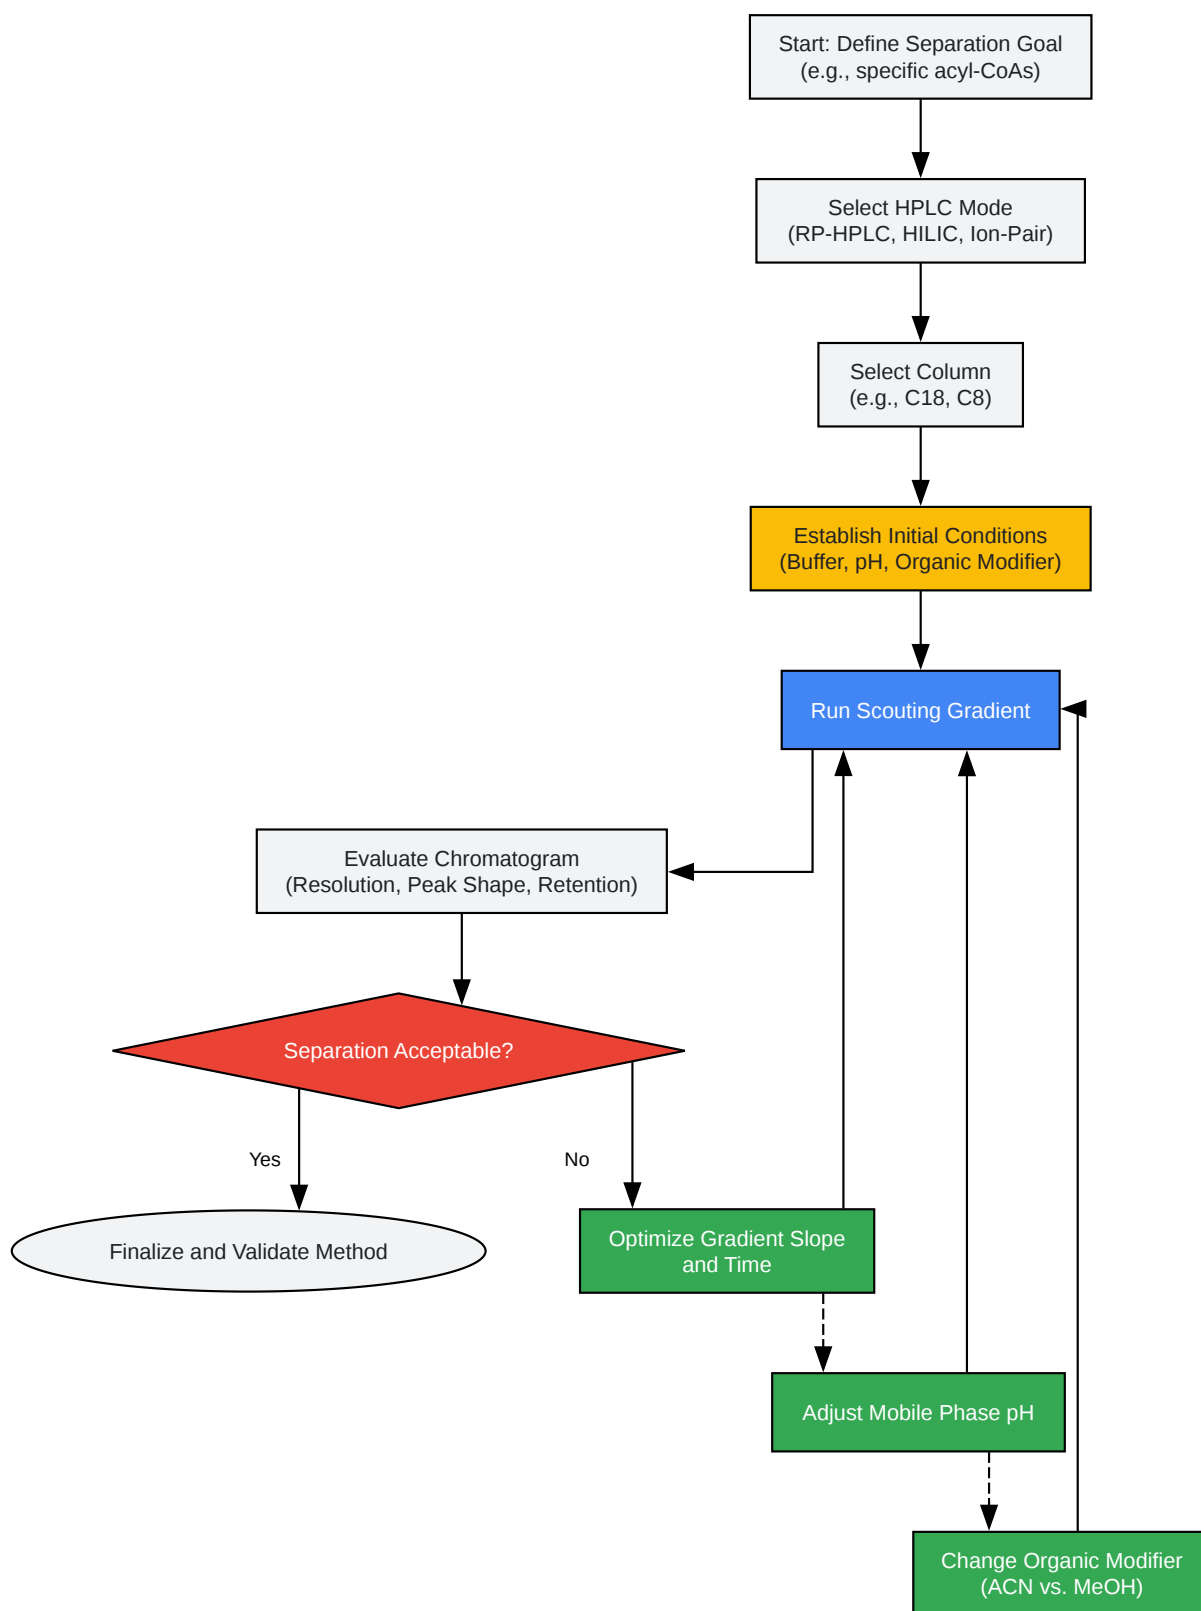 Start: Define Separation Goal
(e.g., specific acyl-CoAs)
Select HPLC Mode
(RP-HPLC, HILIC, Ion-Pair)
Select Column
(e.g., C18, C8)
Establish Initial Conditions
(Buffer, pH, Organic Modifier)
Run Scouting Gradient
Evaluate Chromatogram
(Resolution, Peak Shape, Retention)
Separation Acceptable?
Yes
No
Finalize and Validate Method
Optimize Gradient Slope
and Time
Adjust Mobile Phase pH
Change Organic Modifier
(ACN vs. MeOH)